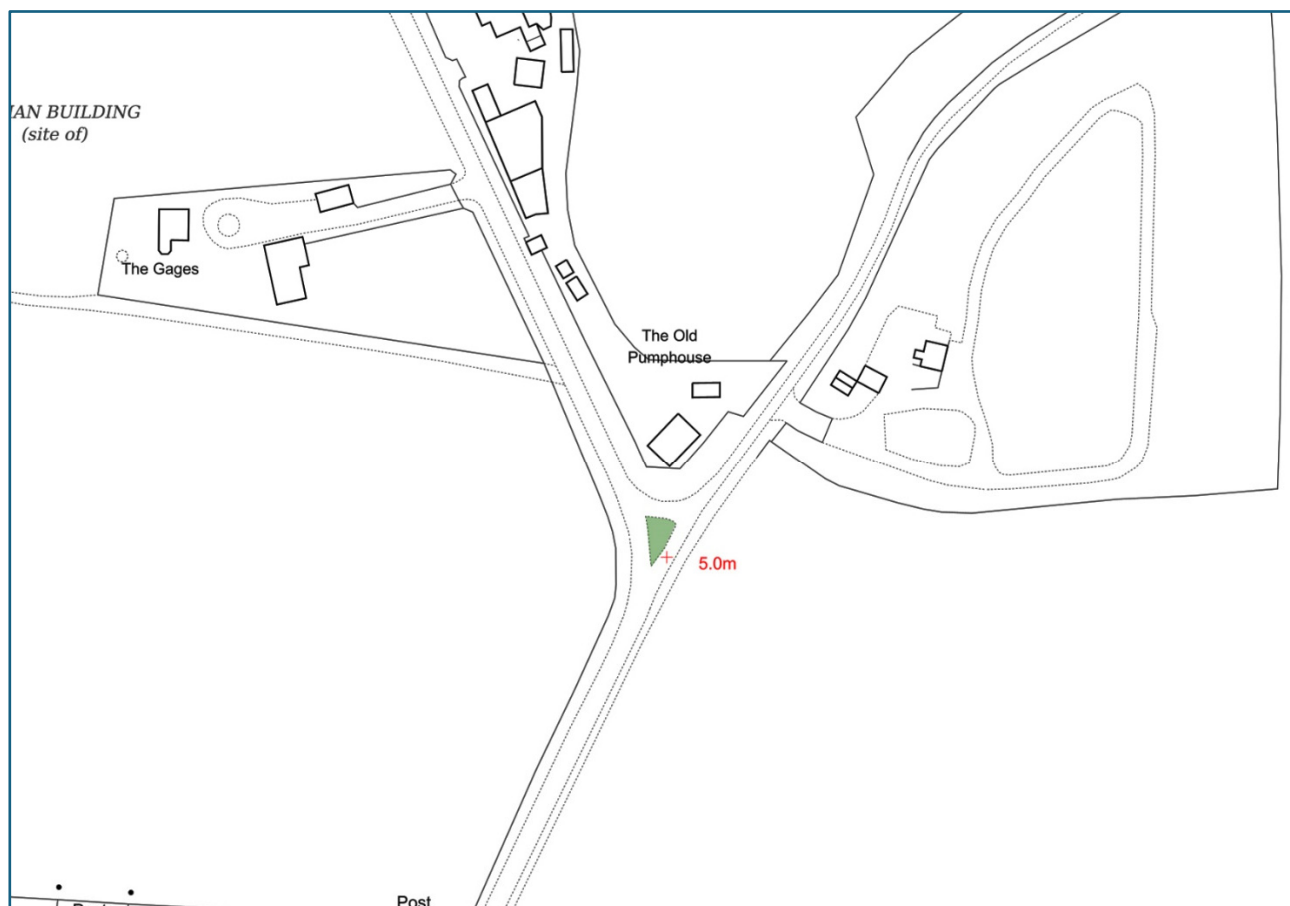 IAN BUILDING
(site of)
The Gages
The Old
Pumphouse
5.0m
Post